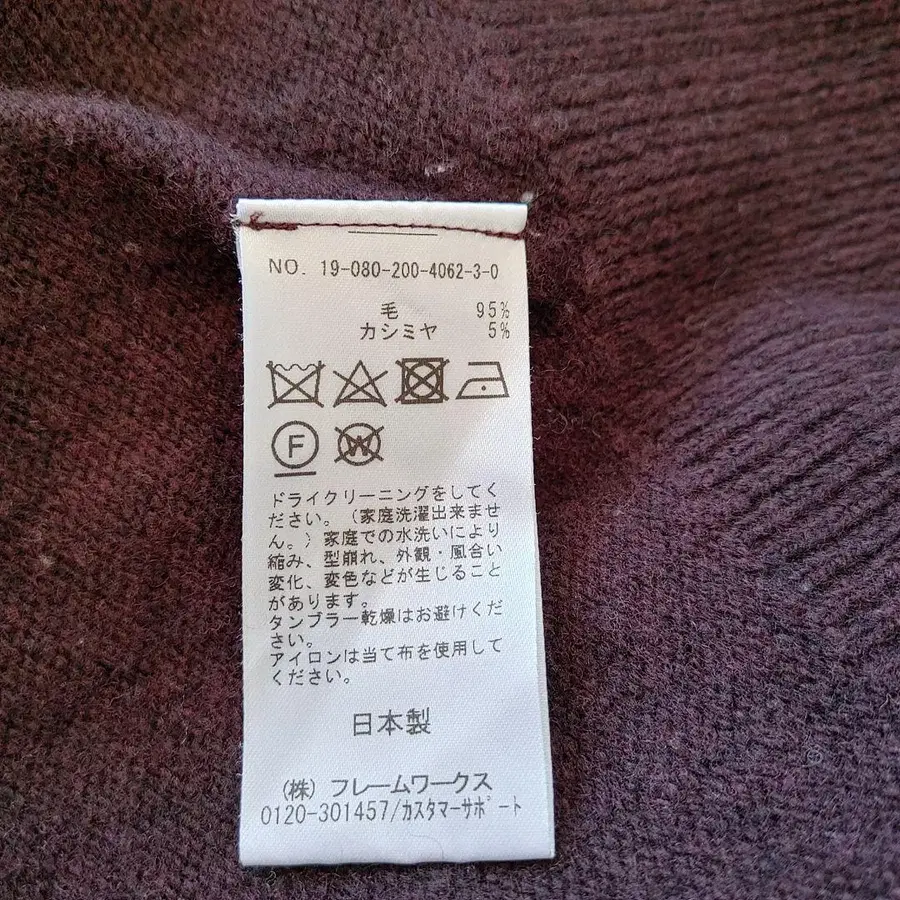 NO. 19-080-200-4062-3-0
毛 95%
カシミヤ 5%
F W
ドライクリーニングをしてく
ださい。(家庭洗濯出来ませ
ん。)家庭での水洗いにより
縮み、型崩れ、外観・風合い
変化、変色などが生じること
があります。
タンブラー乾燥はお避けくだ
さい。
アイロンは当て布を使用して
ください。
日本製
(株) フレームワークス
0120-301457/カスタマーサポート